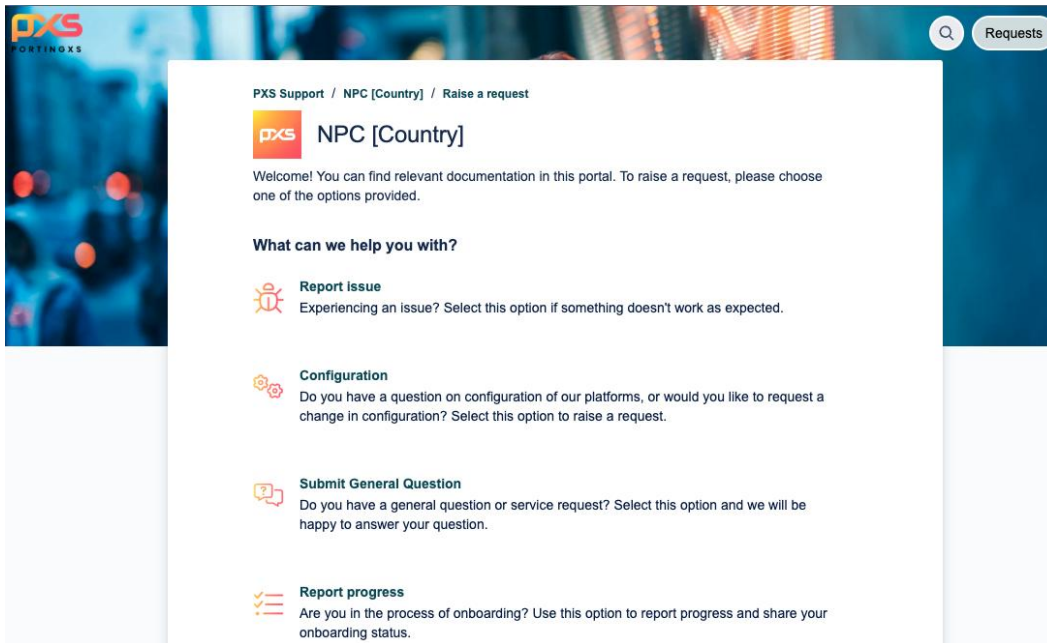 pxs
PORTINGXS
Requests
PXS Support / NPC [Country] / Raise a request
pxs
NPC [Country]
Welcome! You can find relevant documentation in this portal. To raise a request, please choose
one of the options provided.
What can we help you with?
Report issue
Experiencing an issue? Select this option if something doesn't work as expected.
Configuration
Do you have a question on configuration of our platforms, or would you like to request a
change in configuration? Select this option to raise a request.
?
Submit General Question
Do you have a general question or service request? Select this option and we will be
happy to answer your question.
Report progress
Are you in the process of onboarding? Use this option to report progress and share your
onboarding status.